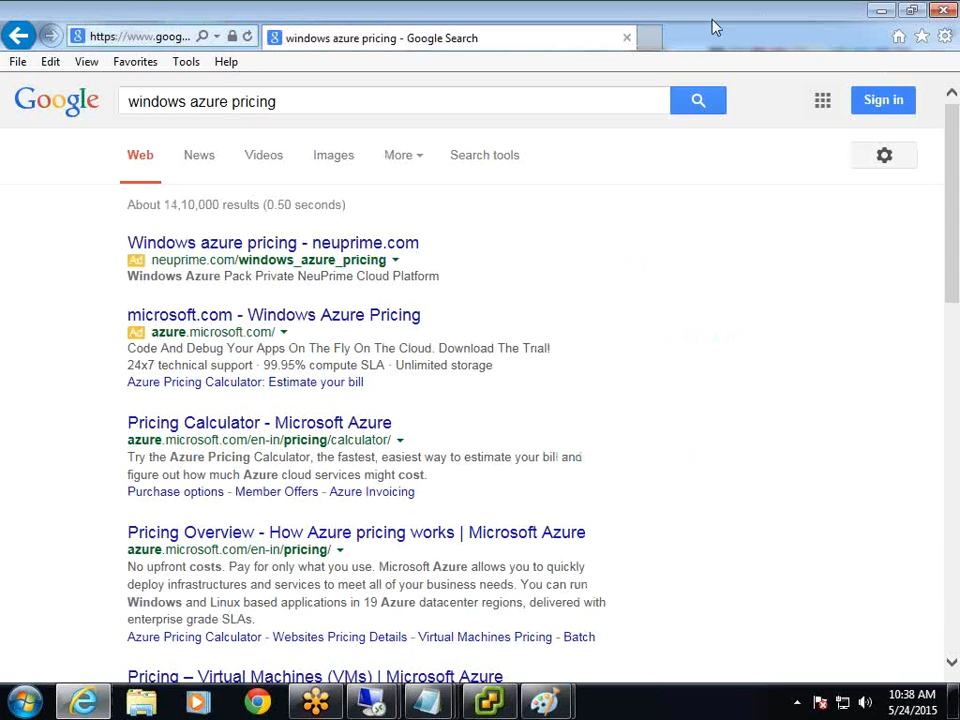 https://www.goog...
windows azure pricing - Google Search
File Edit View Favorites Tools Help
Google
windows azure pricing
Sign in
Web News Videos Images More Search tools
About 14,10,000 results (0.50 seconds)
Windows azure pricing - neuprime.com
Ad neuprime.com/windows_azure_pricing
Windows Azure Pack Private NeuPrime Cloud Platform
microsoft.com - Windows Azure Pricing
Ad azure.microsoft.com/
Code And Debug Your Apps On The Fly On The Cloud. Download The Trial!
24x7 technical support · 99.95% compute SLA · Unlimited storage
Azure Pricing Calculator: Estimate your bill
Pricing Calculator - Microsoft Azure
azure.microsoft.com/en-in/pricing/calculator/
Try the Azure Pricing Calculator, the fastest, easiest way to estimate your bill and
figure out how much Azure cloud services might cost.
Purchase options - Member Offers - Azure Invoicing
Pricing Overview - How Azure pricing works | Microsoft Azure
azure.microsoft.com/en-in/pricing/
No upfront costs. Pay for only what you use. Microsoft Azure allows you to quickly
deploy infrastructures and services to meet all of your business needs. You can run
Windows and Linux based applications in 19 Azure datacenter regions, delivered with
enterprise grade SLAs.
Azure Pricing Calculator - Websites Pricing Details - Virtual Machines Pricing - Batch
Pricing – Virtual Machines (VMs) | Microsoft Azure
10:38 AM
5/24/2015